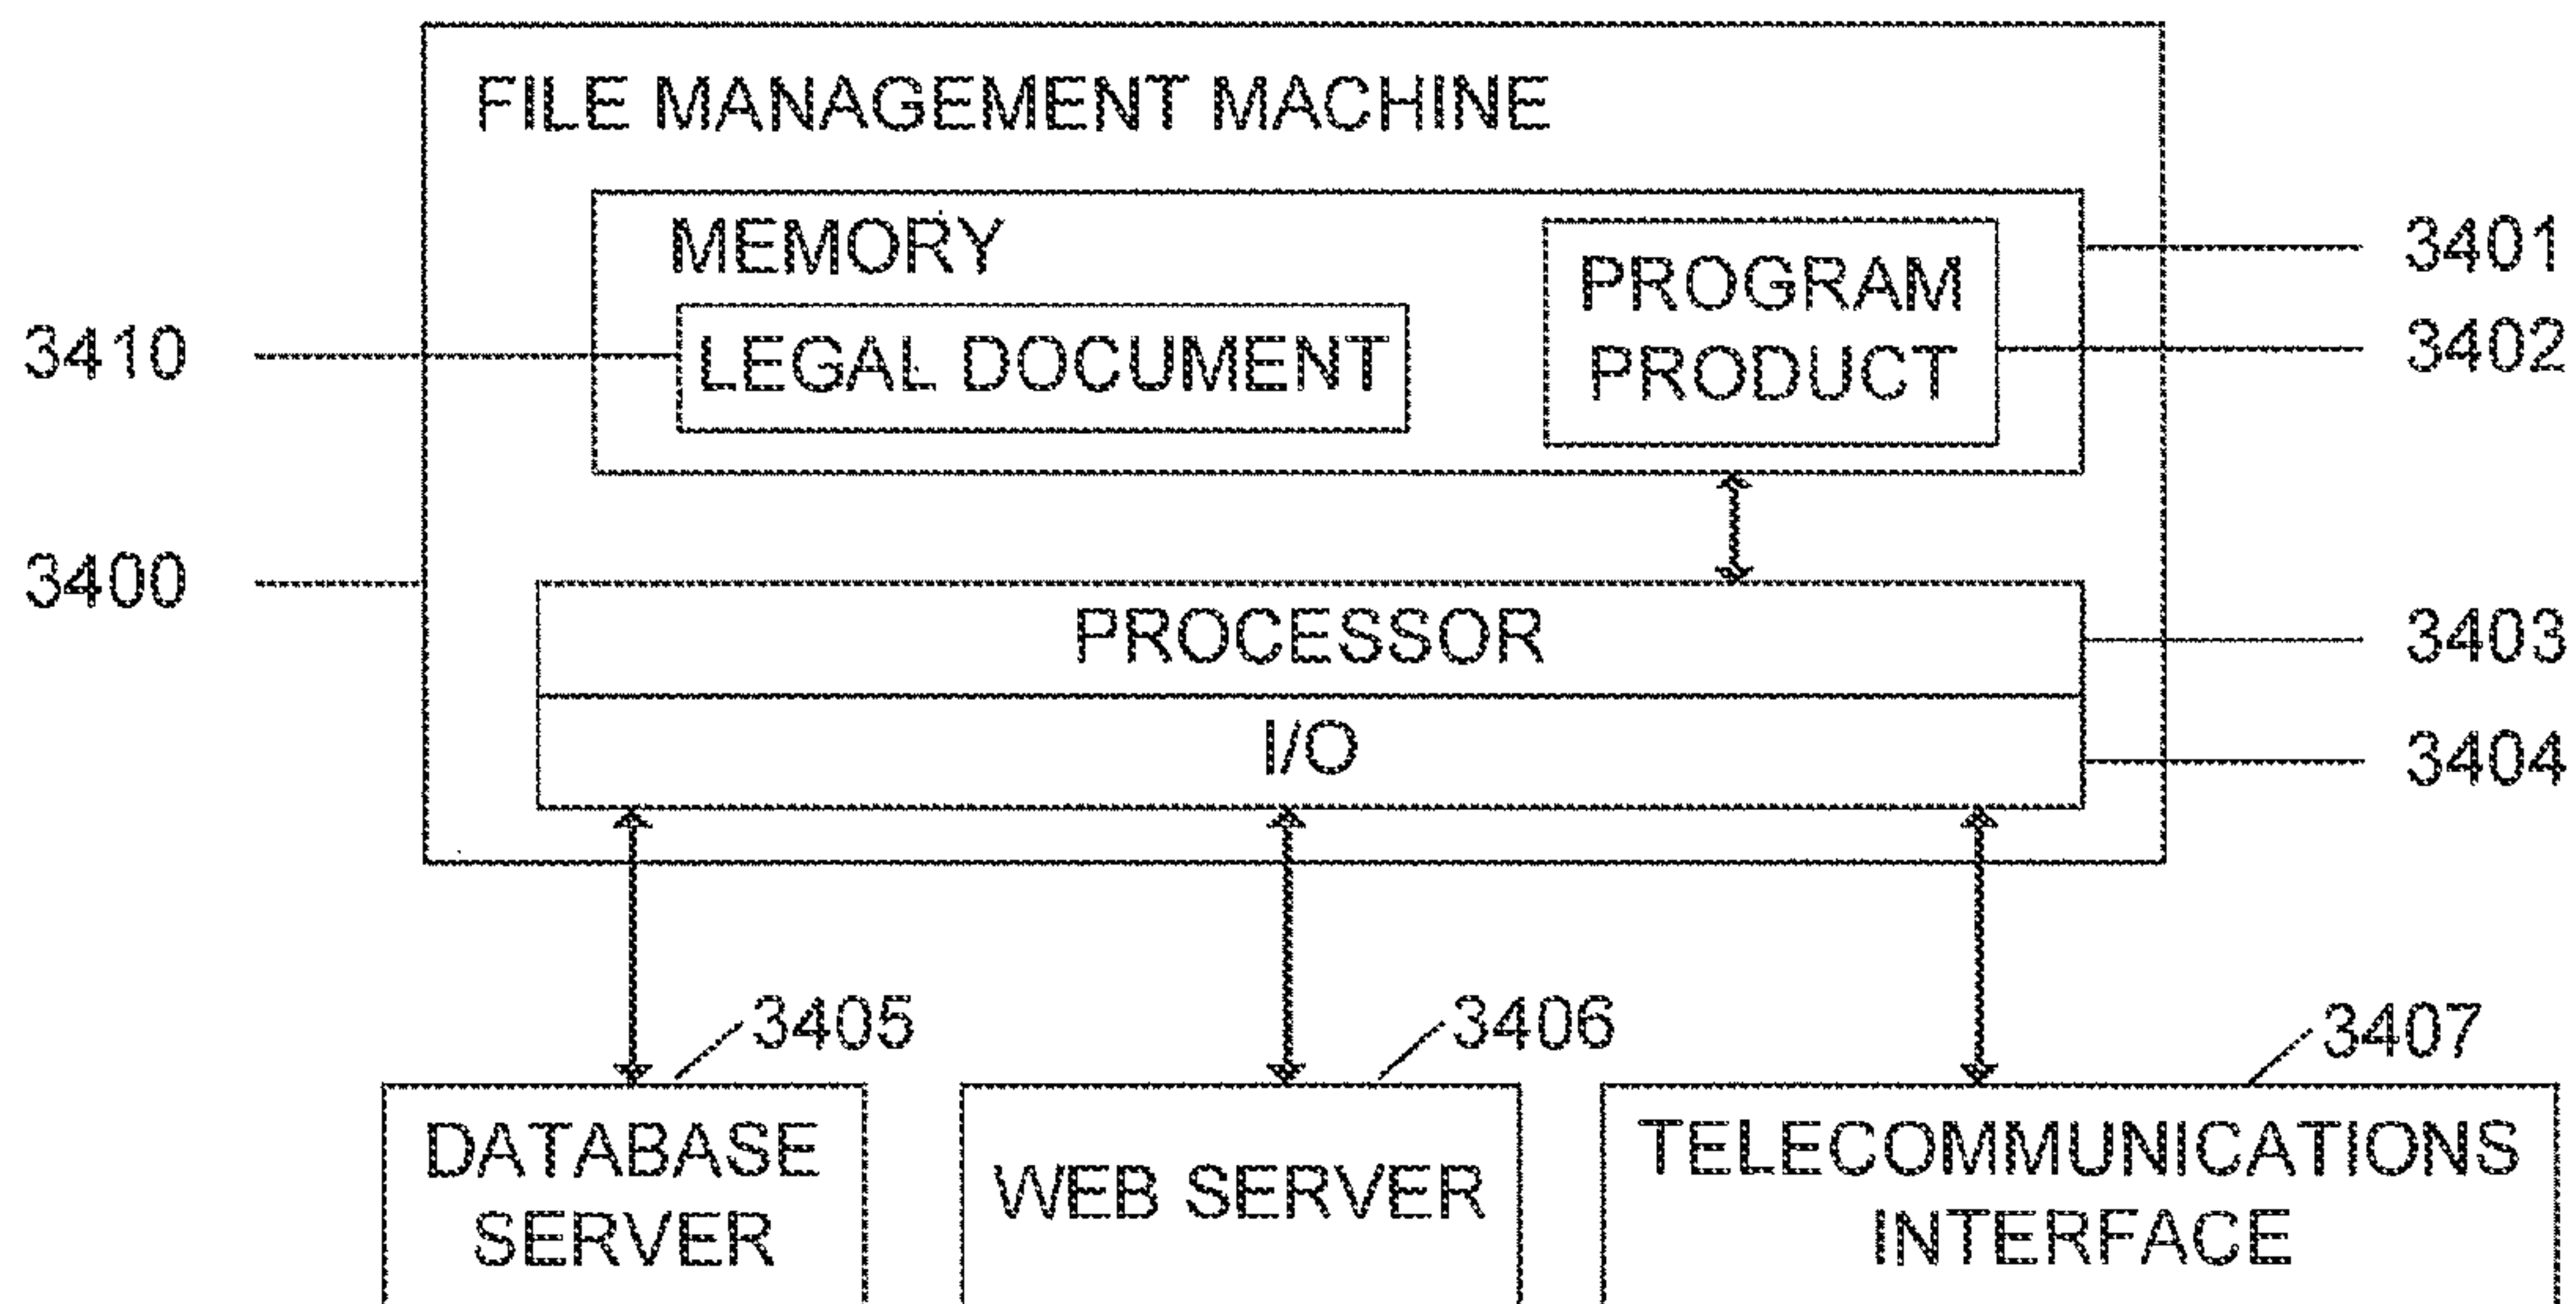 FILE MANAGEMENT MACHINE
MEMORY
PROGRAM
PRODUCT
3401
3402
3410
LEGAL DOCUMENT
3400
PROCESSOR
3403
I/O
3404
3405
3406
3407
DATABASE
SERVER
WEB SERVER
TELECOMMUNICATIONS
INTERFACE